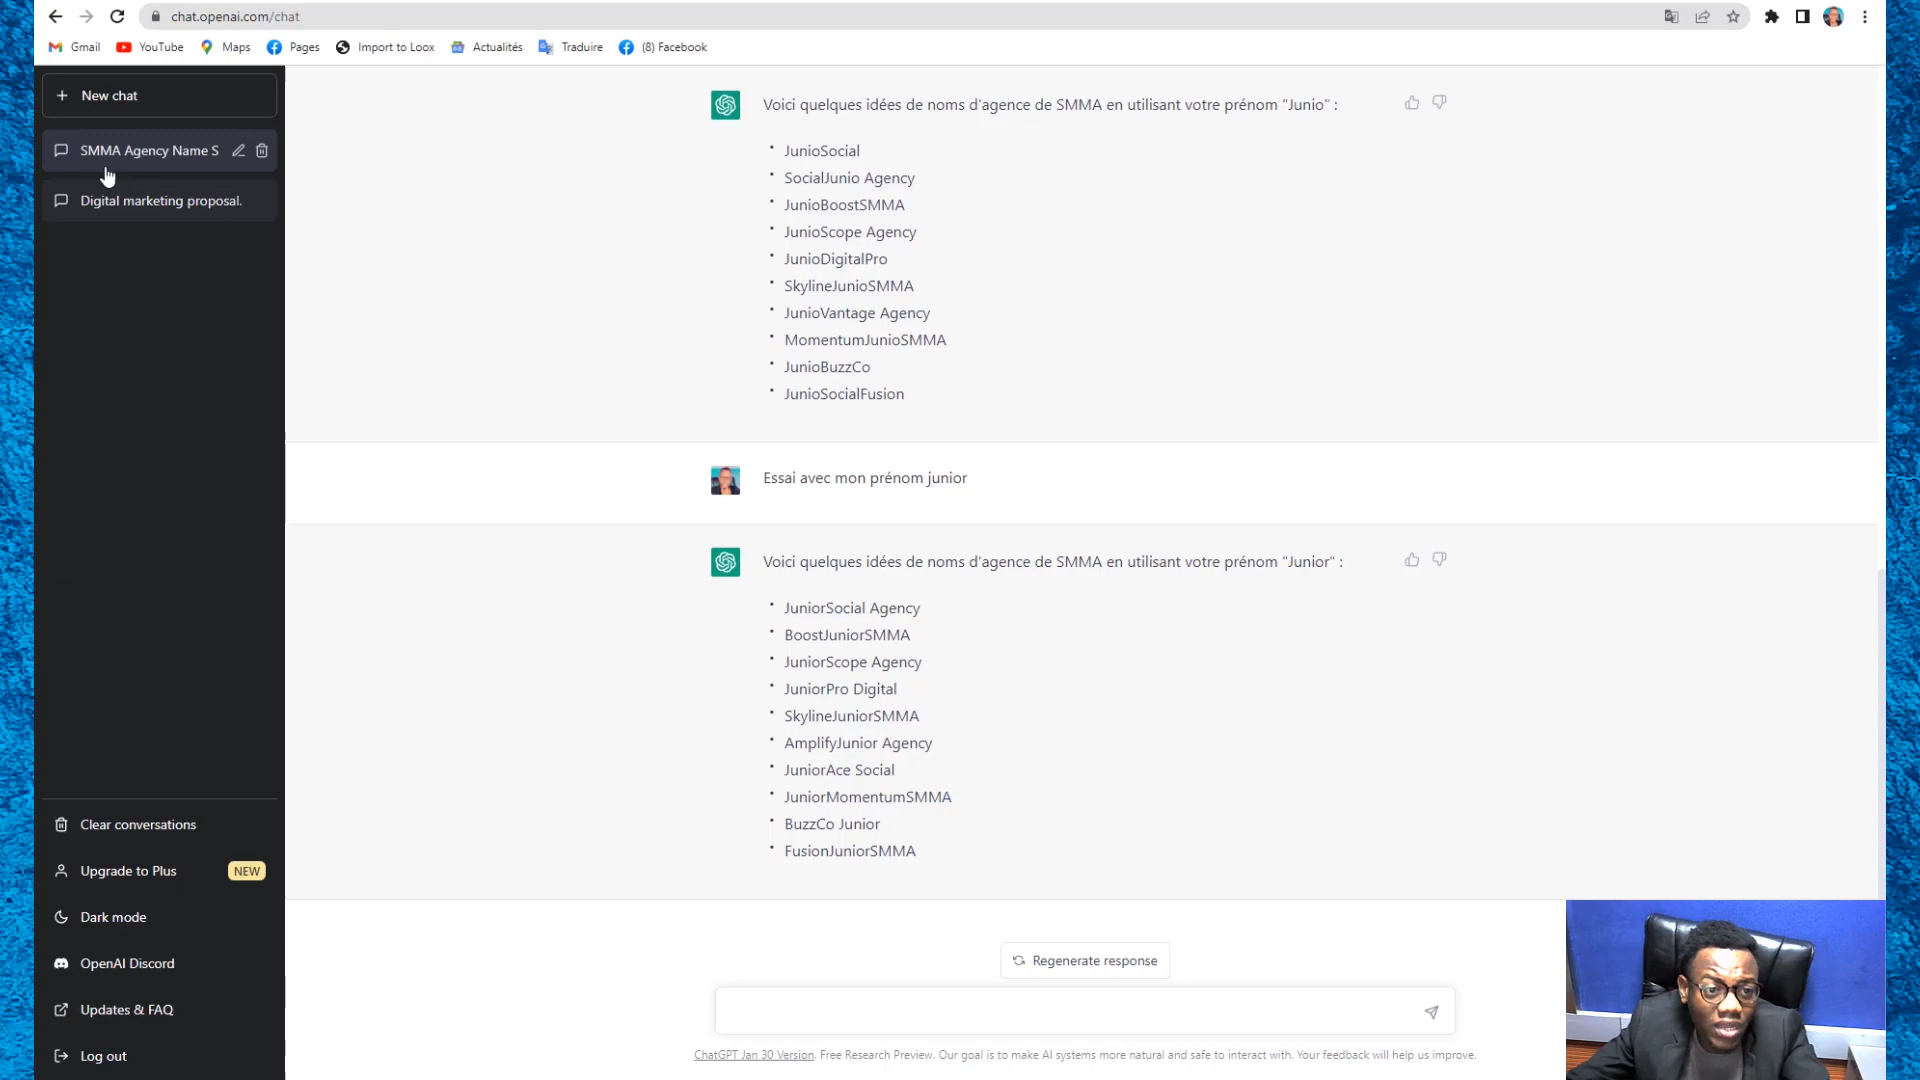 chat.openai.com/chat
Gmail
YouTube
Maps
Pages
Import to Loox
Actualités
Traduire
(8) Facebook
New chat
SMMA Agency Name S
Digital marketing proposal.
Voici quelques idées de noms d'agence de SMMA en utilisant votre prénom "Junio" :
• JunioSocial
• SocialJunio Agency
• JunioBoostSMMA
• JunioScope Agency
• JunioDigitalPro
• SkylineJunioSMMA
• JunioVantage Agency
• MomentumJunioSMMA
• JunioBuzzCo
• JunioSocialFusion
Essai avec mon prénom junior
Voici quelques idées de noms d'agence de SMMA en utilisant votre prénom "Junior" :
• JuniorSocial Agency
• BoostJuniorSMMA
• JuniorScope Agency
• JuniorPro Digital
• SkylineJuniorSMMA
• AmplifyJunior Agency
• JuniorAce Social
• JuniorMomentumSMMA
• BuzzCo Junior
• FusionJuniorSMMA
Clear conversations
Upgrade to Plus
NEW
Dark mode
OpenAI Discord
Updates & FAQ
Log out
Regenerate response
ChatGPT Jan 30 Version. Free Research Preview. Our goal is to make AI systems more natural and safe to interact with. Your feedback will help us improve.